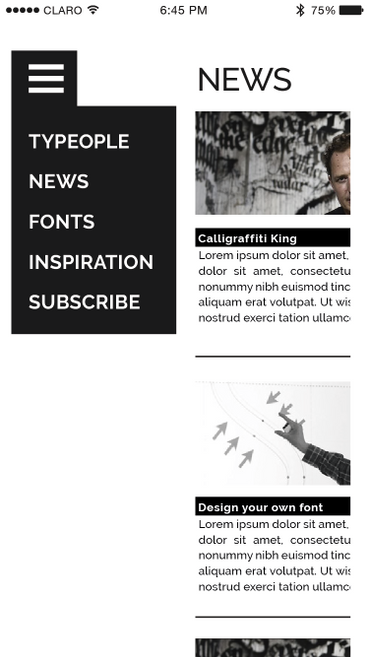 CLARO 6:45 PM 75%
TYPEOPLE
NEWS
FONTS
INSPIRATION
SUBSCRIBE
NEWS
Calligraffiti King
Lorem ipsum dolor sit amet,
dolor sit amet, consectetu
nonummy nibh euismod tinc
aliquam erat volutpat. Ut wis
nostrud exerci tation ullamc
Design your own font
Lorem ipsum dolor sit amet,
dolor sit amet, consectetu
nonummy nibh euismod tinc
aliquam erat volutpat. Ut wis
nostrud exerci tation ullamc